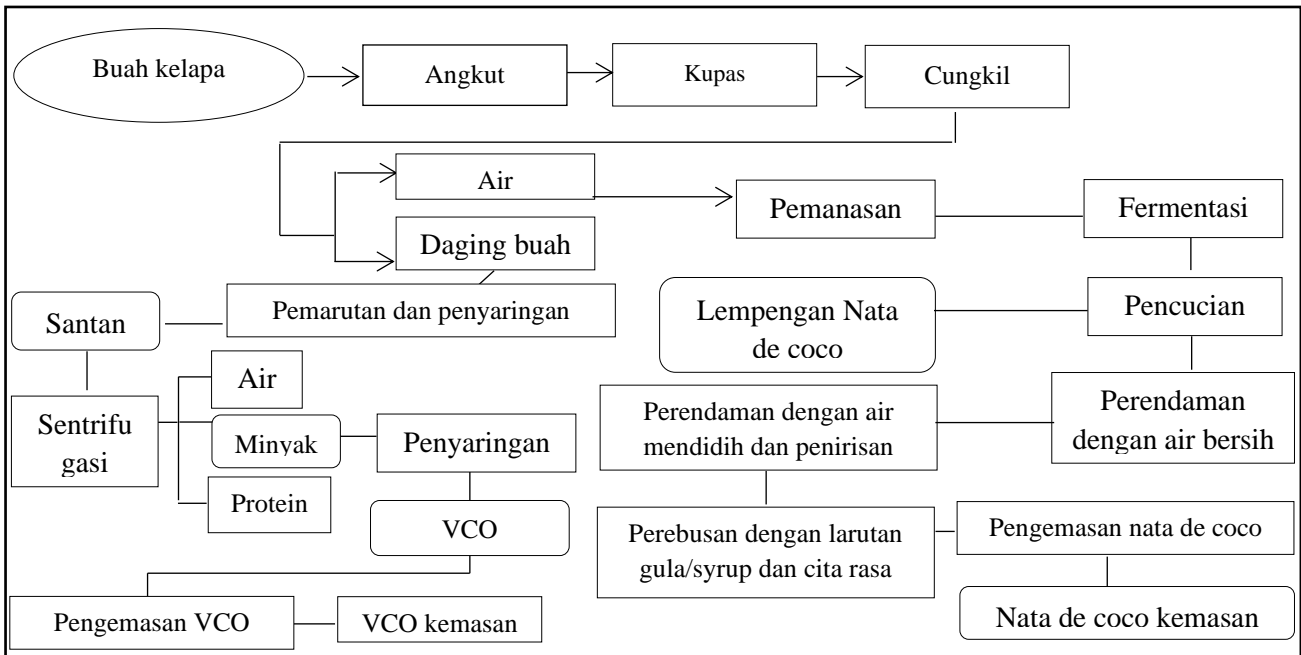 Buah kelapa
Angkut
Kupas
Cungkil
Air
Daging buah
Pemanasan
Fermentasi
Pemarutan dan penyaringan
Santan
Lempengan Nata
de coco
Pencucian
Sentrifu
gasi
Air
Minyak
Protein
Penyaringan
Perendaman dengan air
mendidih dan penirisan
Perendaman
dengan air bersih
VCO
Perebusan dengan larutan
gula/syrup dan cita rasa
Pengemasan nata de coco
Pengemasan VCO
VCO kemasan
Nata de coco kemasan